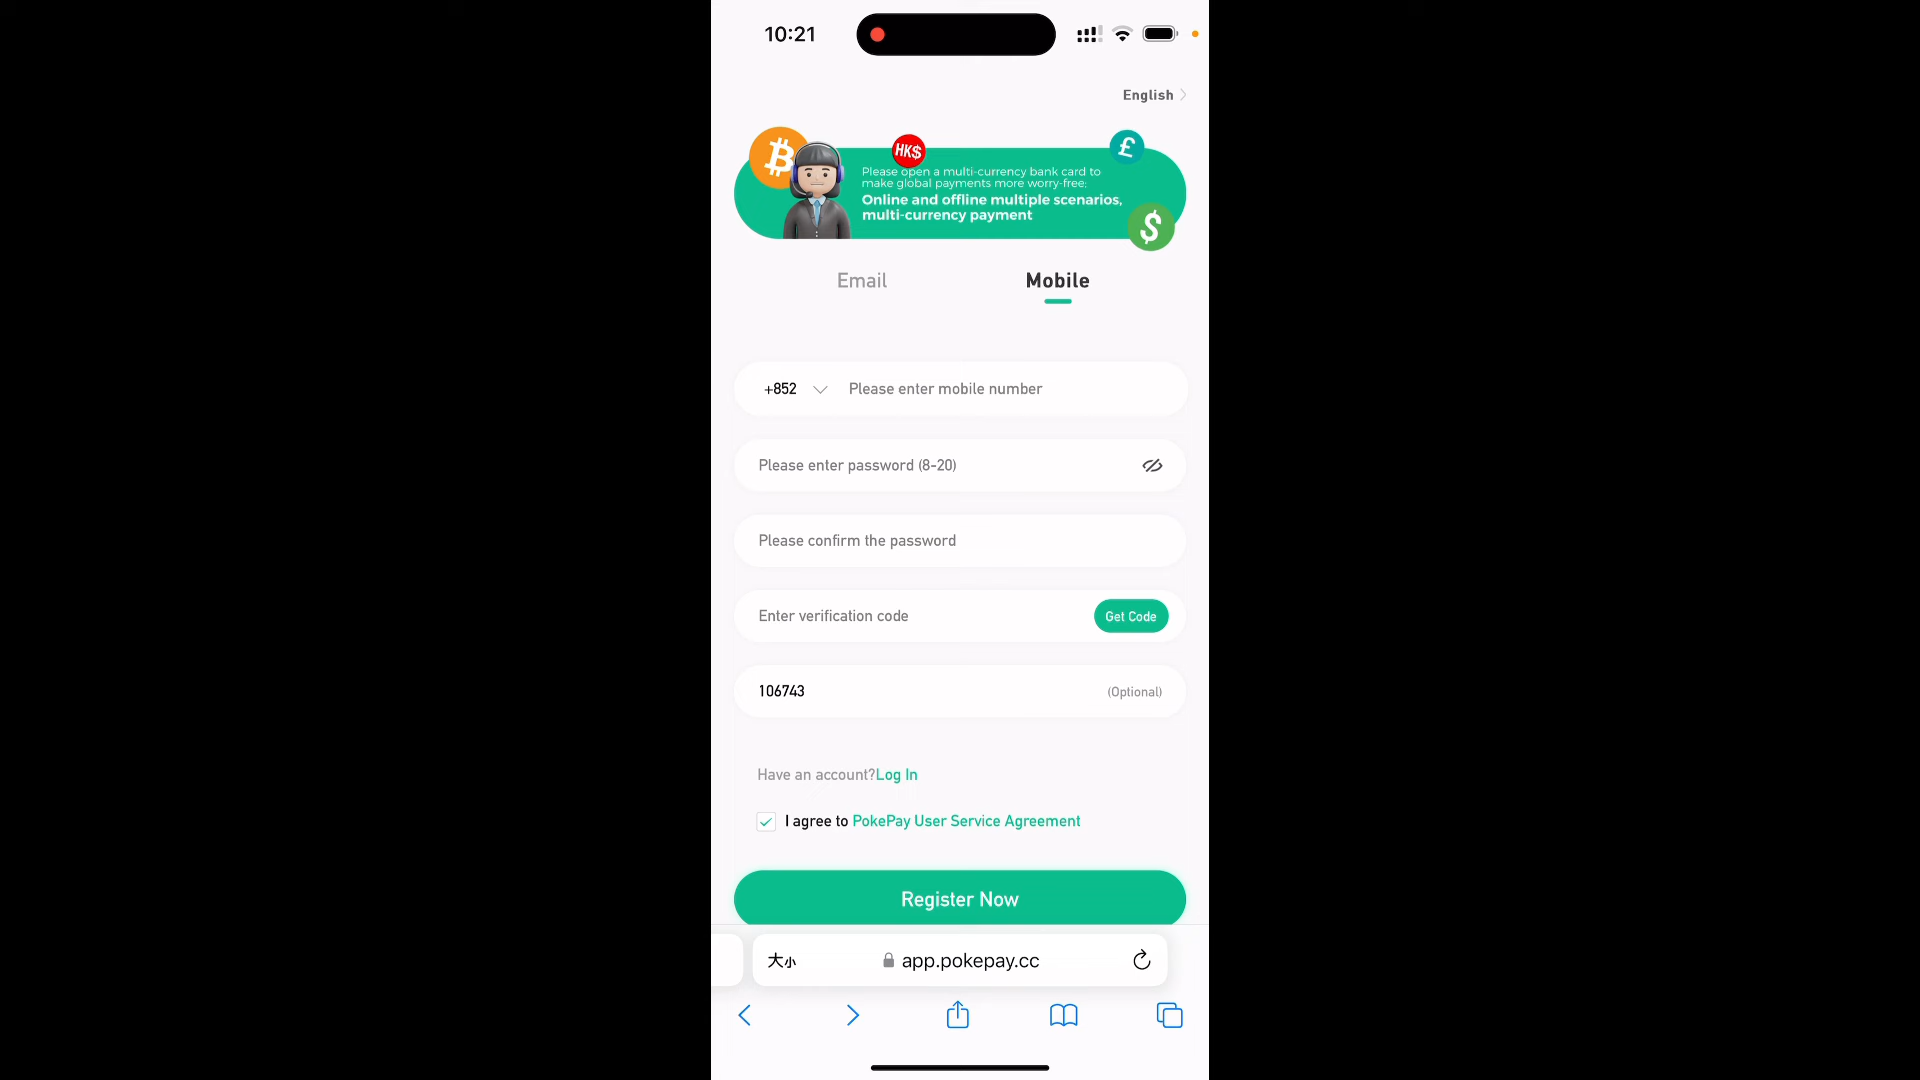 10:21
English
HK$
£
Please open a multi-currency bank card to
make global payments more worry-free:
Online and offline multiple scenarios,
multi-currency payment
$
Email
Mobile
+852 Please enter mobile number
Please enter password (8-20)
Please confirm the password
Enter verification code Get Code
106743 (Optional)
Have an account?Log In
I agree to PokePay User Service Agreement
Register Now
大小 app.pokepay.cc